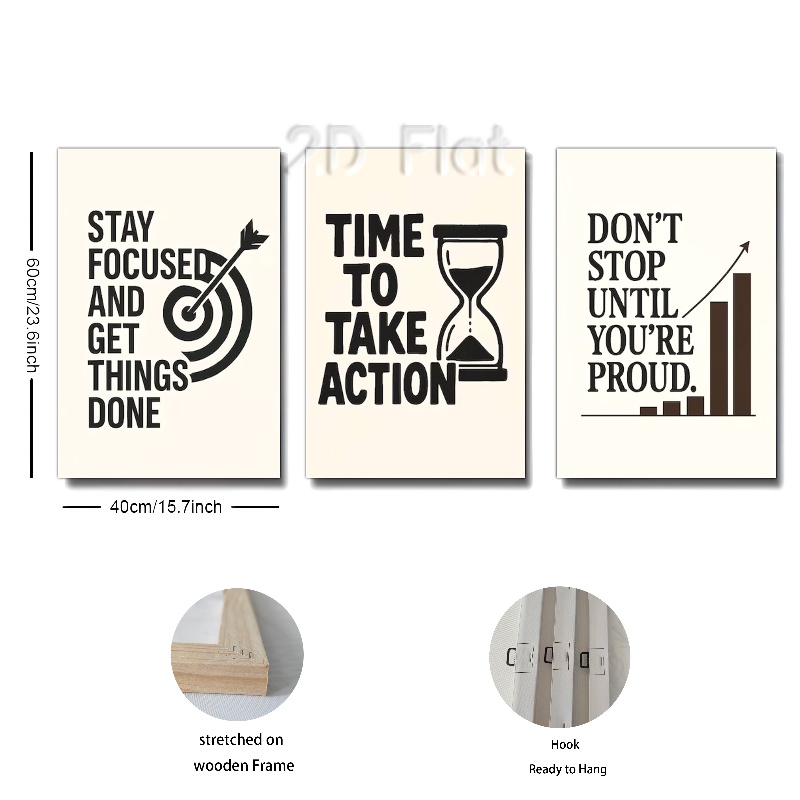 2D Flat
STAY
FOCUSED
AND
GET
THINGS
DONE
TIME
TO
TAKE
ACTION
DON'T
STOP
UNTIL
YOU'RE
PROUD.
60cm/23.6inch
40cm/15.7inch
stretched on
wooden Frame
Hook
Ready to Hang